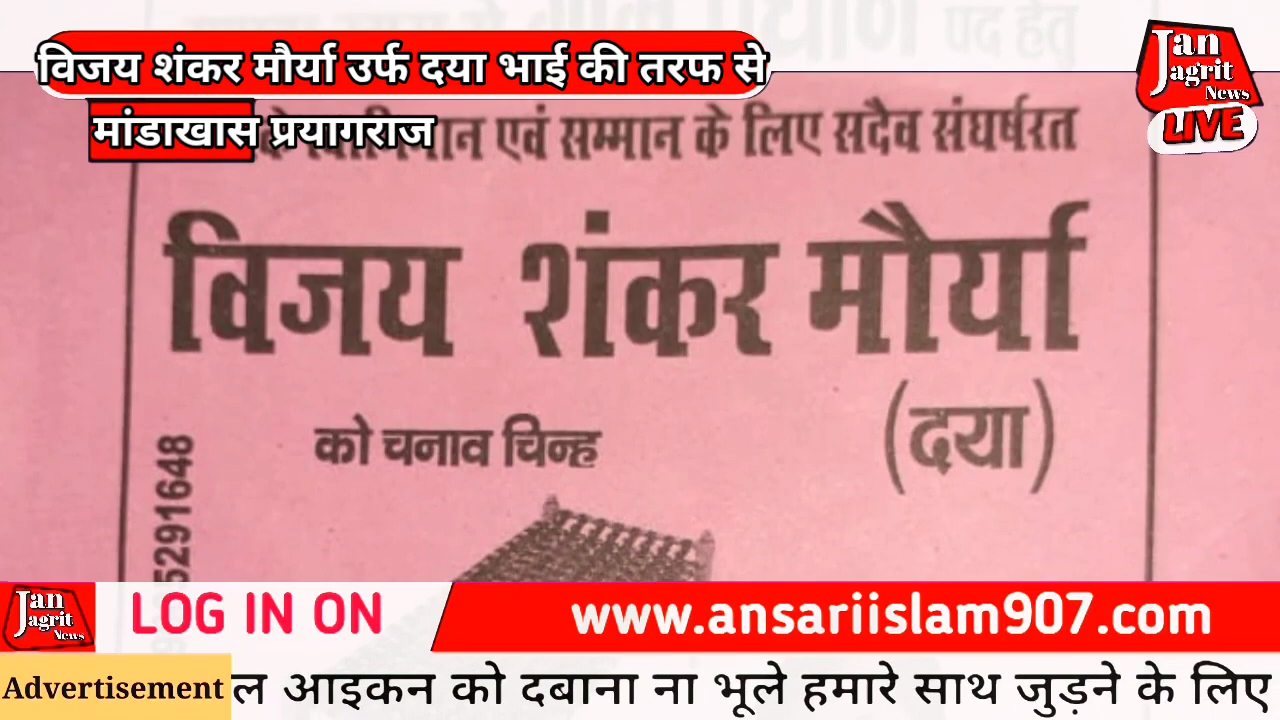 पद हेतु
विजय शंकर मौर्या उर्फ दया भाई की तरफ से
मांडाखास प्रयागराज
एवं सम्मान के लिए सदैव संघर्षरत
Jan
Jagrit
News
LIVE
विजय शंकर मौर्या
(दया)
को चनाव चिन्ह
5291648
Jan
Jagrit
News
LOG IN ON
www.ansariislam907.com
Advertisement
ल आइकन को दबाना ना भूले हमारे साथ जुड़ने के लिए